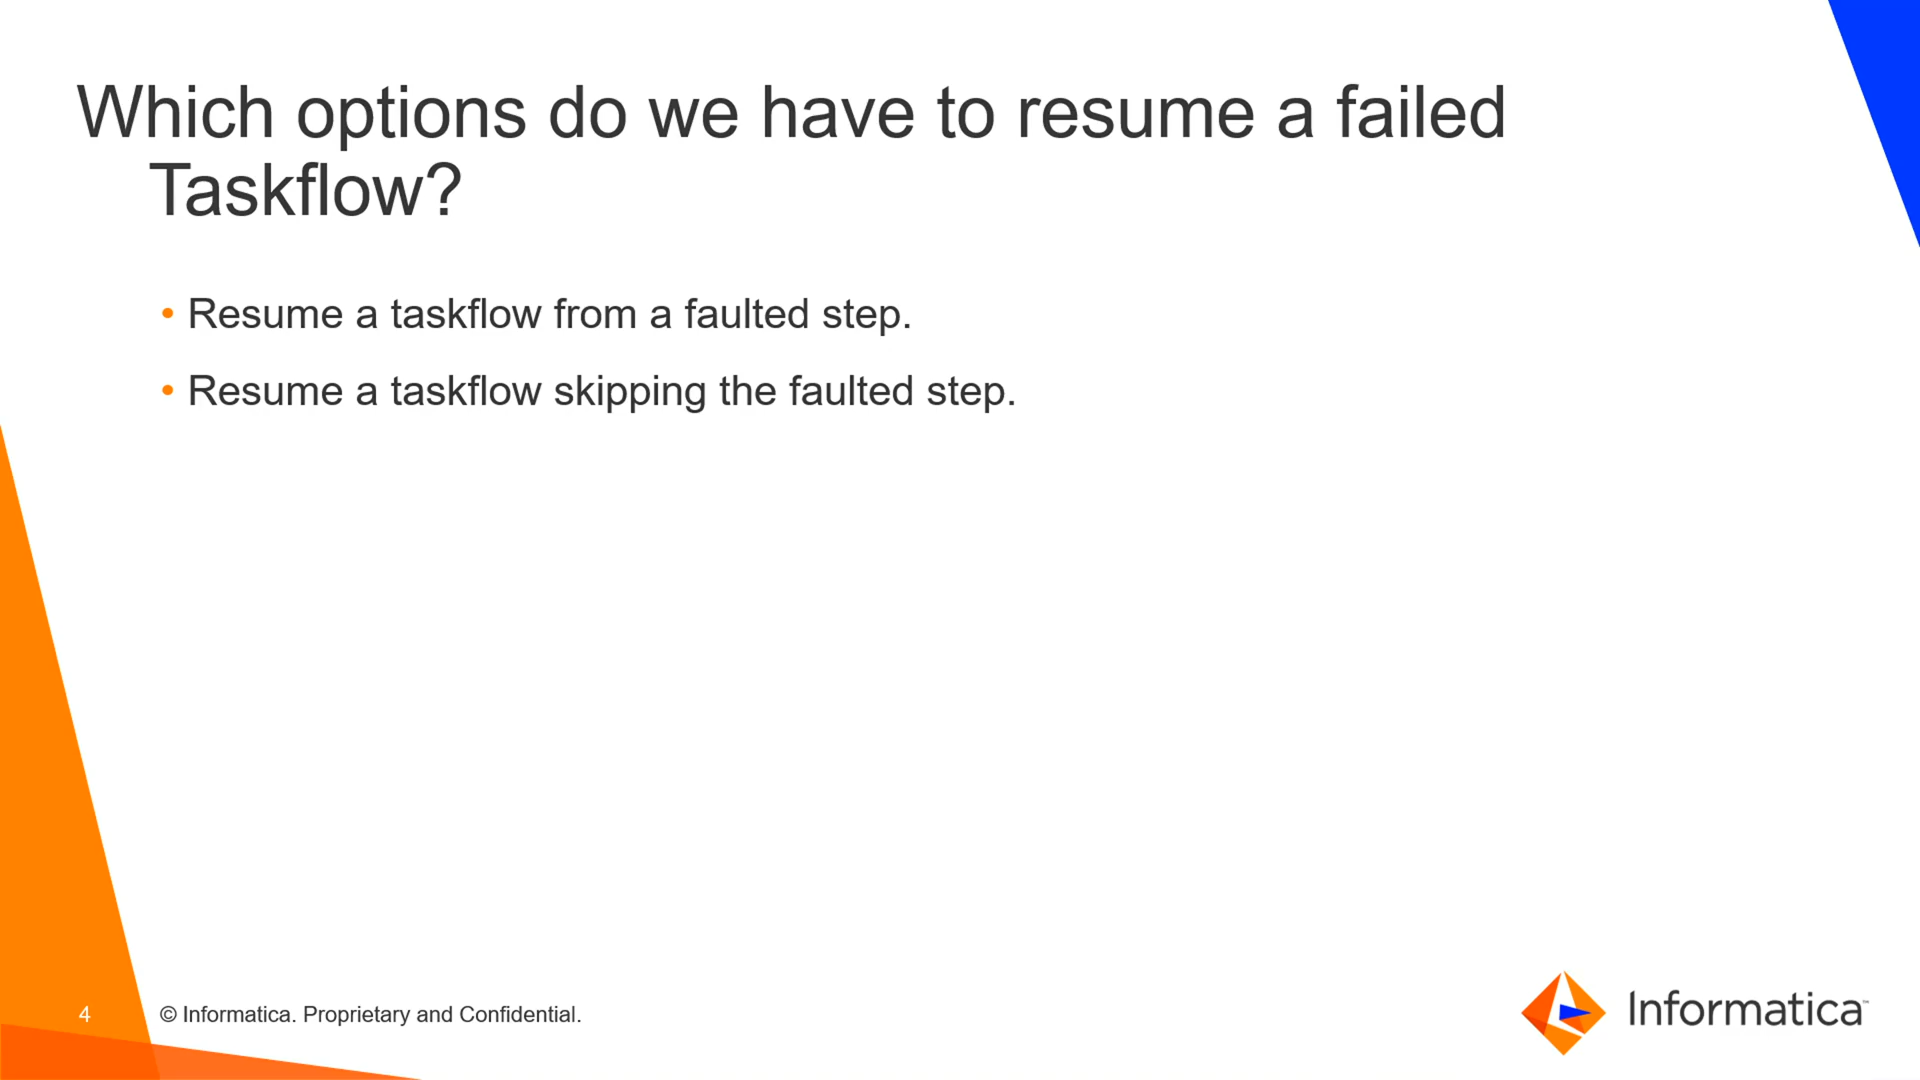 Which options do we have to resume a failed
Taskflow?
• Resume a taskflow from a faulted step.
• Resume a taskflow skipping the faulted step.
4 © Informatica. Proprietary and Confidential.
Informatica™